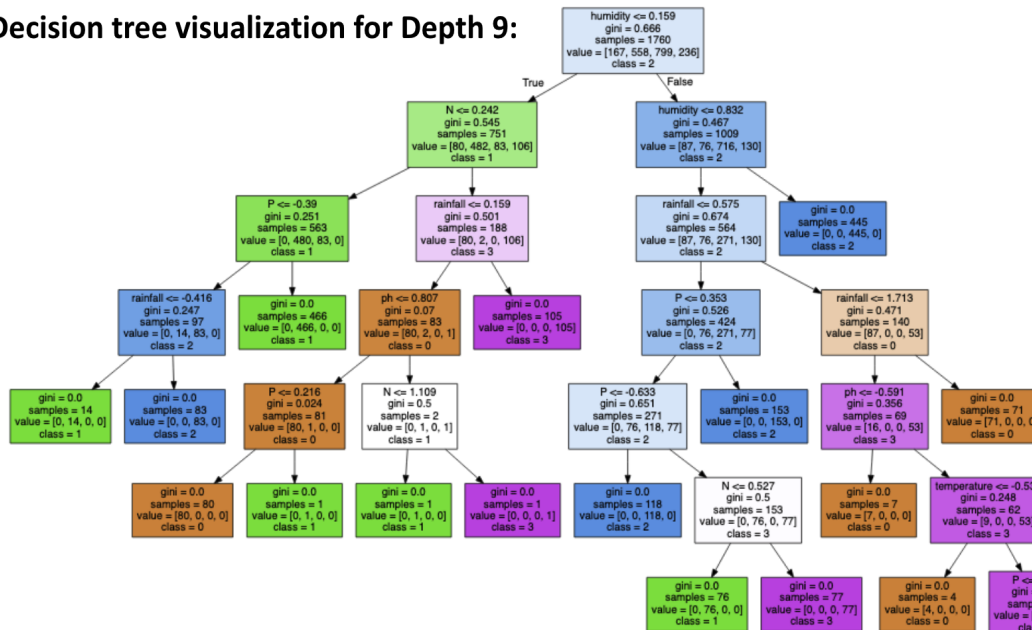 Decision tree visualization for Depth 9:
humidity <= 0.159
gini = 0.666
samples = 1760
value = [167, 558, 799, 236]
class = 2
True
False
N <= 0.242
gini = 0.545
samples = 751
value = [80, 482, 83, 106]
class = 1
humidity <= 0.832
gini = 0.467
samples = 1009
value = [87, 76, 716, 130]
class = 2
P <= -0.39
gini = 0.251
samples = 563
value = [0, 480, 83, 0]
class = 1
rainfall <= 0.159
gini = 0.501
samples = 188
value = [80, 2, 0, 106]
class = 3
rainfall <= 0.575
gini = 0.674
samples = 564
value = [87, 76, 271, 130]
class = 2
gini = 0.0
samples = 445
value = [0, 0, 445, 0]
class = 2
rainfall <= -0.416
gini = 0.247
samples = 97
value = [0, 14, 83, 0]
class = 2
gini = 0.0
samples = 466
value = [0, 466, 0, 0]
class = 1
ph <= 0.807
gini = 0.07
samples = 83
value = [80, 2, 0, 1]
class = 0
gini = 0.0
samples = 105
value = [0, 0, 0, 105]
class = 3
P <= 0.353
gini = 0.526
samples = 424
value = [0, 76, 271, 77]
class = 2
rainfall <= 1.713
gini = 0.471
samples = 140
value = [87, 0, 0, 53]
class = 0
gini = 0.0
samples = 14
value = [0, 14, 0, 0]
class = 1
gini = 0.0
samples = 83
value = [0, 0, 83, 0]
class = 2
P <= 0.216
gini = 0.024
samples = 81
value = [80, 1, 0, 0]
class = 0
N <= 1.109
gini = 0.5
samples = 2
value = [0, 1, 0, 1]
class = 1
P <= -0.633
gini = 0.651
samples = 271
value = [0, 76, 118, 77]
class = 2
gini = 0.0
samples = 153
value = [0, 0, 153, 0]
class = 2
ph <= -0.591
gini = 0.356
samples = 69
value = [16, 0, 0, 53]
class = 3
gini = 0.0
samples = 71
value = [71, 0, 0, 0
class = 0
gini = 0.0
samples = 80
value = [80, 0, 0, 0]
class = 0
gini = 0.0
samples = 1
value = [0, 1, 0, 0]
class = 1
gini = 0.0
samples = 1
value = [0, 1, 0, 0]
class = 1
gini = 0.0
samples = 1
value = [0, 0, 0, 1]
class = 3
gini = 0.0
samples = 118
value = [0, 0, 118, 0]
class = 2
N <= 0.527
gini = 0.5
samples = 153
value = [0, 76, 0, 77]
class = 3
gini = 0.0
samples = 7
value = [7, 0, 0, 0]
class = 0
temperature <= -0.53
gini = 0.248
samples = 62
value = [9, 0, 0, 53]
class = 3
gini = 0.0
samples = 76
value = [0, 76, 0, 0]
class = 1
gini = 0.0
samples = 77
value = [0, 0, 0, 77]
class = 3
gini = 0.0
samples = 4
value = [4, 0, 0, 0]
class = 0
P <=
gini
value =